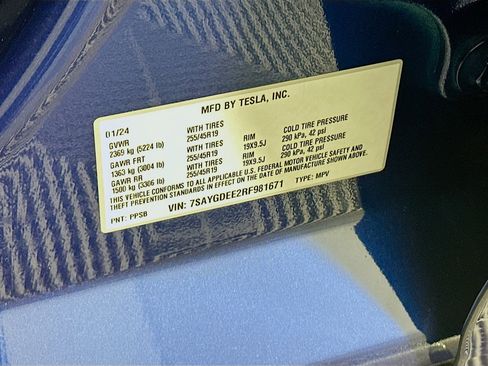 MFD BY TESLA, INC.
01/24
GVWR WITH TIRES RIM COLD TIRE PRESSURE
2369 kg (5224 lb) 255/45R19 19X9.5J 290 kPa, 42 psi
GAWR FRT WITH TIRES RIM COLD TIRE PRESSURE
1363 kg (3004 lb) 255/45R19 19X9.5J 290 kPa, 42 psi
GAWR RR WITH TIRES
1500 kg (3306 lb) 255/45R19
THIS VEHICLE CONFORMS TO ALL APPLICABLE U.S. FEDERAL MOTOR VEHICLE SAFETY AND
THEFT PREVENTION STANDARDS IN EFFECT ON THE DATE OF MANUFACTURE SHOWN ABOVE.
PNT: PPSB VIN: 7SAYGDEE2RF981671 TYPE: MPV